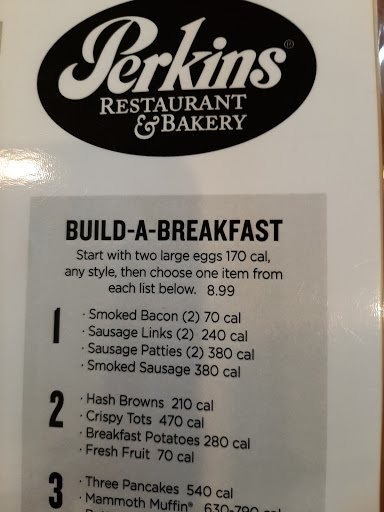 Perkins®
RESTAURANT
& BAKERY
BUILD-A-BREAKFAST
Start with two large eggs 170 cal,
any style, then choose one item from
each list below. 8.99
1
· Smoked Bacon (2) 70 cal
· Sausage Links (2) 240 cal
· Sausage Patties (2) 380 cal
· Smoked Sausage 380 cal
2
· Hash Browns 210 cal
· Crispy Tots 470 cal
· Breakfast Potatoes 280 cal
· Fresh Fruit 70 cal
3
· Three Pancakes 540 cal
· Mammoth Muffin® 630-790 cal